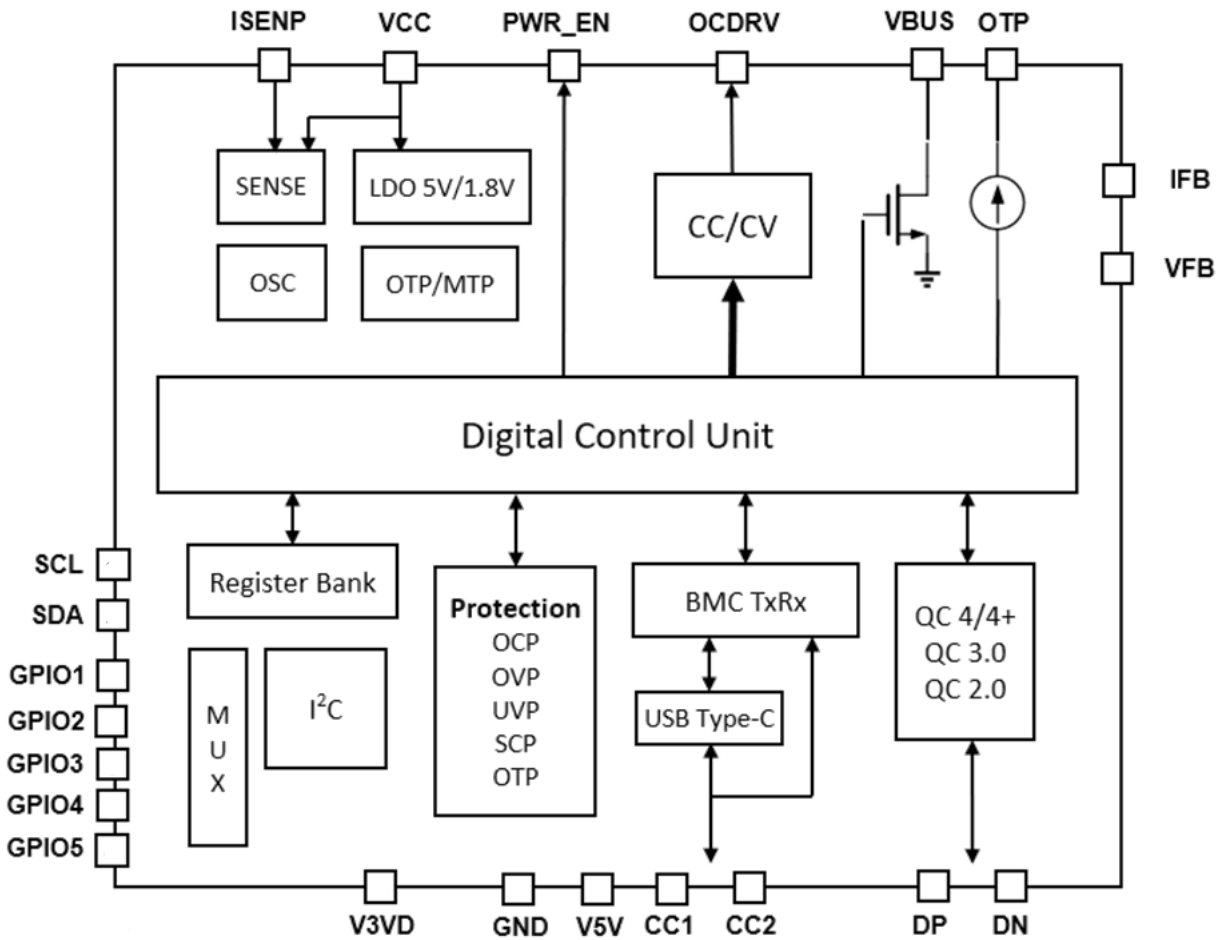 ISENP VCC PWR_EN OCDRV VBUS OTP
SENSE
LDO 5V/1.8V
OSC
OTP/MTP
CC/CV
IFB
VFB
Digital Control Unit
SCL
SDA
GPIO1
GPIO2
GPIO3
GPIO4
GPIO5
Register Bank
M
U
X
I²C
Protection
OCP
OVP
UVP
SCP
OTP
BMC TxRx
USB Type-C
QC 4/4+
QC 3.0
QC 2.0
V3VD GND V5V CC1 CC2 DP DN